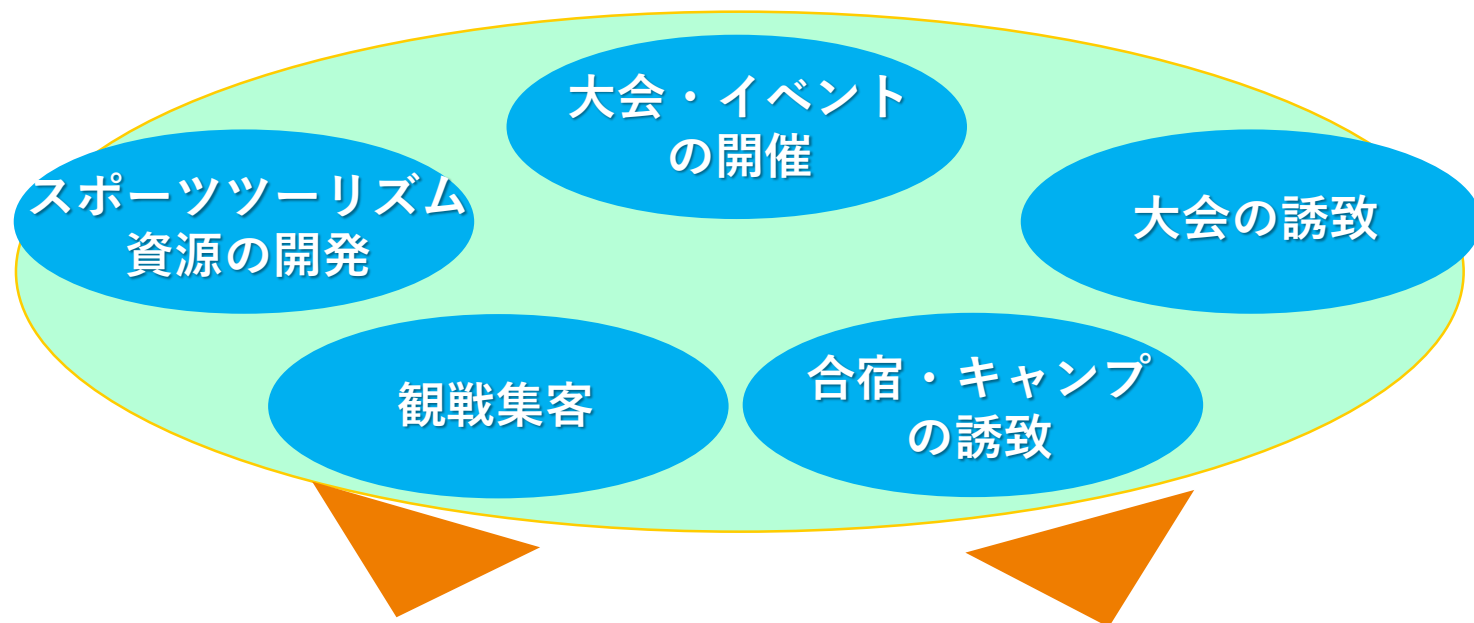 大会・イベント
の開催
スポーツツーリズム
資源の開発
大会の誘致
観戦集客
合宿・キャンプ
の誘致